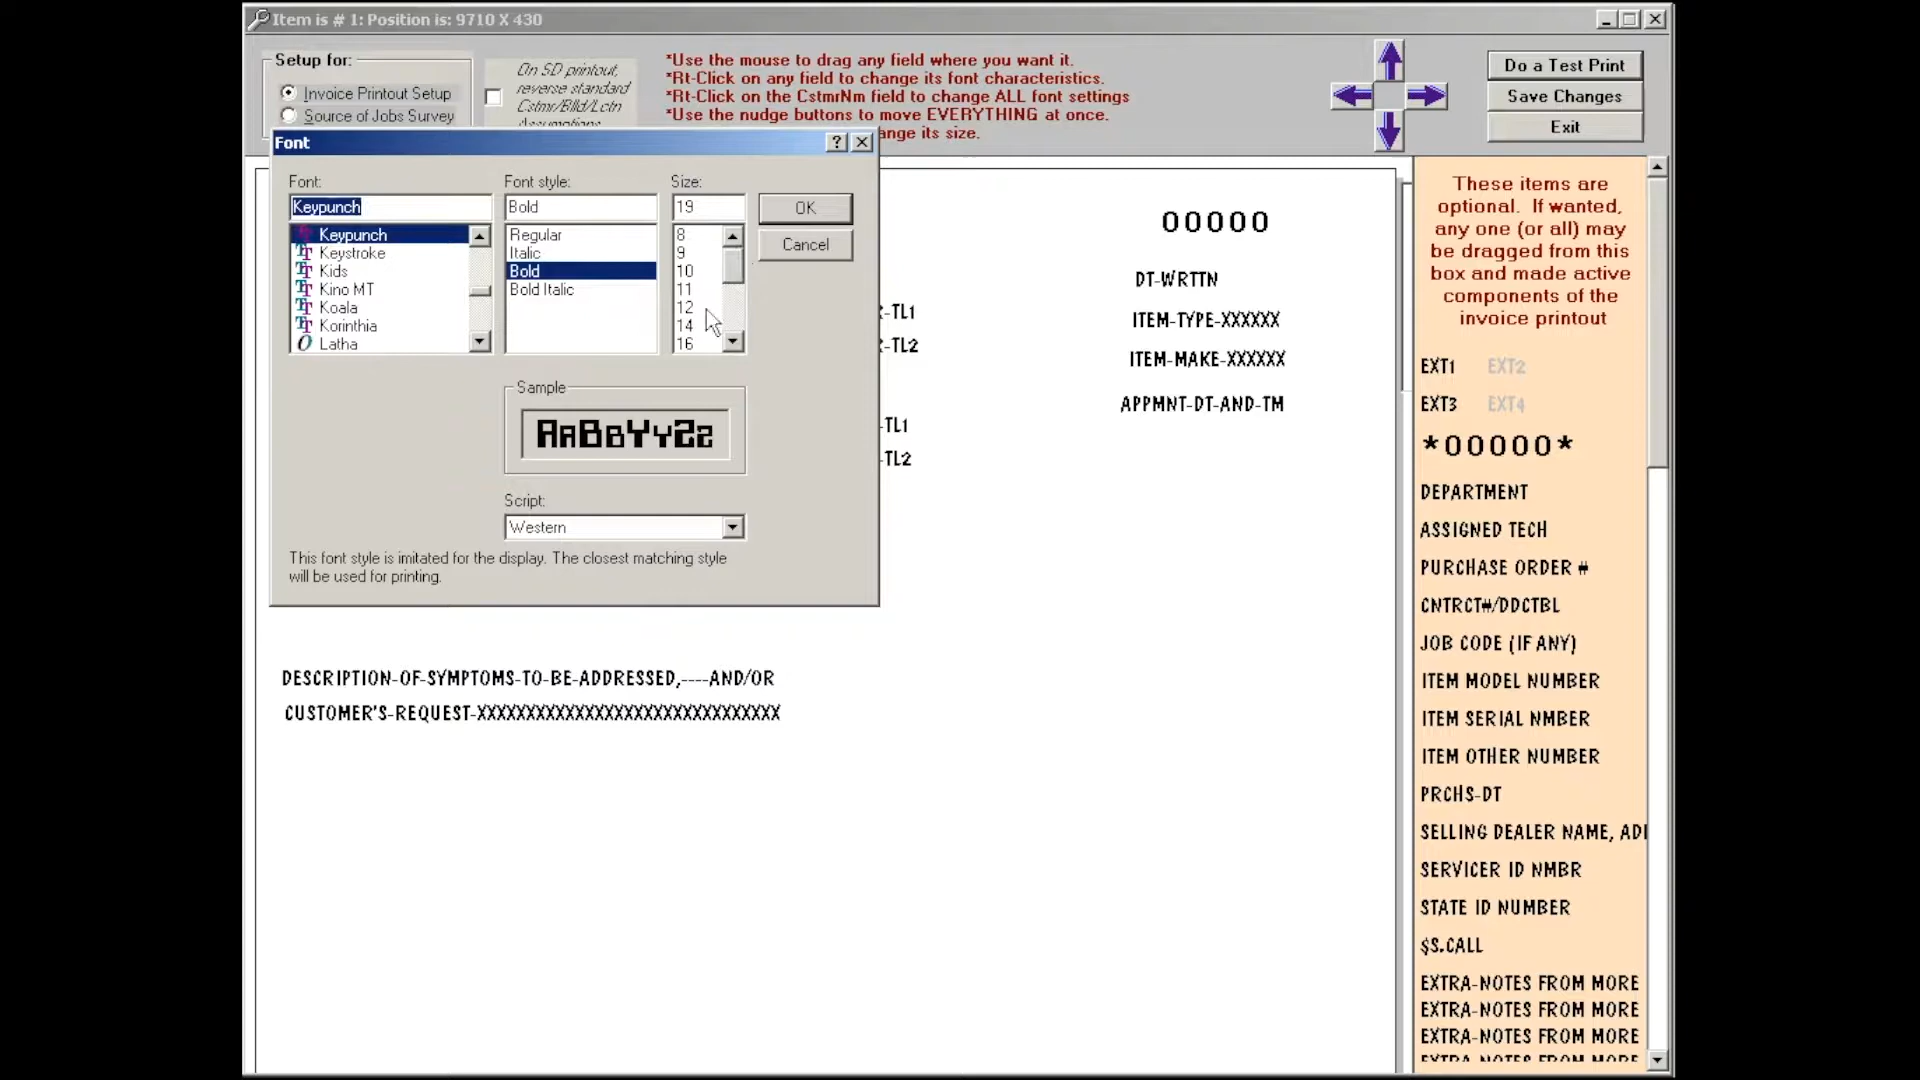 Item is # 1: Position is: 9710 X 430
Setup for:
Invoice Printout Setup
Source of Jobs Survey
On SD printout,
reverse standard
Cstmr/Blld/Lctn
Assumptions
*Use the mouse to drag any field where you want it.
*Rt-Click on any field to change its font characteristics.
*Rt-Click on the CstmrNm field to change ALL font settings
*Use the nudge buttons to move EVERYTHING at once.
ange its size.
Do a Test Print
Save Changes
Exit
Font
Font:
Keypunch
Keypunch
Keystroke
Kids
Kino MT
Koala
Korinthia
Latha
Font style:
Bold
Regular
Italic
Bold
Bold Italic
Size:
19
8
9
10
11
12
14
16
OK
Cancel
Sample
AaBbYyZz
Script:
Western
This font style is imitated for the display. The closest matching style
will be used for printing.
-TL1
-TL2
-TL1
-TL2
00000
DT-WRTTN
ITEM-TYPE-XXXXXX
ITEM-MAKE-XXXXXX
APPMNT-DT-AND-TM
DESCRIPTION-OF-SYMPTOMS-TO-BE-ADDRESSED,----AND/OR
CUSTOMER'S-REQUEST-XXXXXXXXXXXXXXXXXXXXXXXXXXXXXX
These items are
optional. If wanted,
any one (or all) may
be dragged from this
box and made active
components of the
invoice printout
EXT1 EXT2
EXT3 EXT4
*00000*
DEPARTMENT
ASSIGNED TECH
PURCHASE ORDER #
CNTRCT#/DDCTBL
JOB CODE (IF ANY)
ITEM MODEL NUMBER
ITEM SERIAL NMBER
ITEM OTHER NUMBER
PRCHS-DT
SELLING DEALER NAME, AD
SERVICER ID NMBR
STATE ID NUMBER
$S.CALL
EXTRA-NOTES FROM MORE
EXTRA-NOTES FROM MORE
EXTRA-NOTES FROM MORE
EXTRA-NOTES FROM MORE